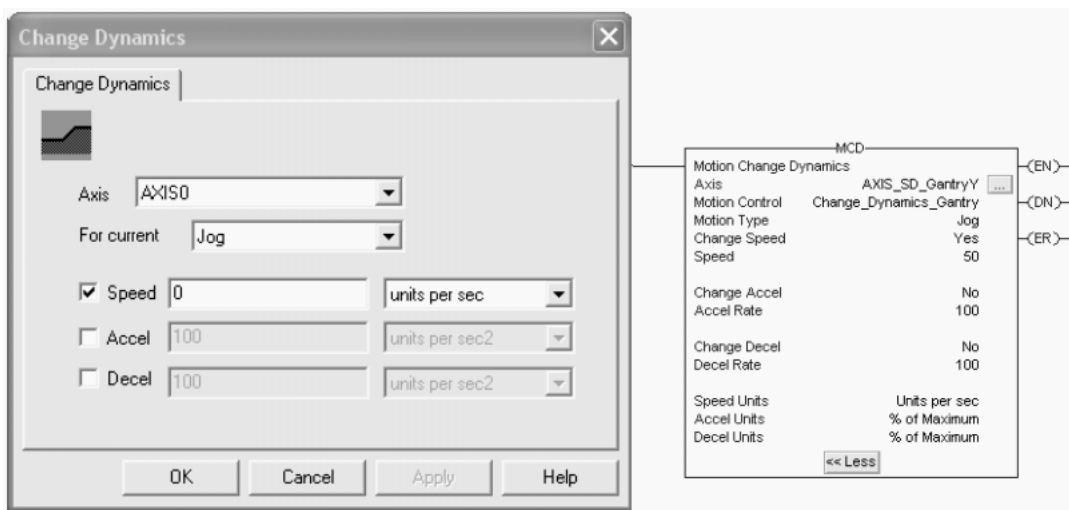 Change Dynamics
Change Dynamics
Axis AXIS0
For current Jog
Speed 0 units per sec
Accel 100 units per sec2
Decel 100 units per sec2
OK Cancel Apply Help
MCD
Motion Change Dynamics (EN)
Axis AXIS_SD_GantryY ...
Motion Control Change_Dynamics_Gantry (DN)
Motion Type Jog
Change Speed Yes (ER)
Speed 50
Change Accel No
Accel Rate 100
Change Decel No
Decel Rate 100
Speed Units Units per sec
Accel Units % of Maximum
Decel Units % of Maximum
<< Less